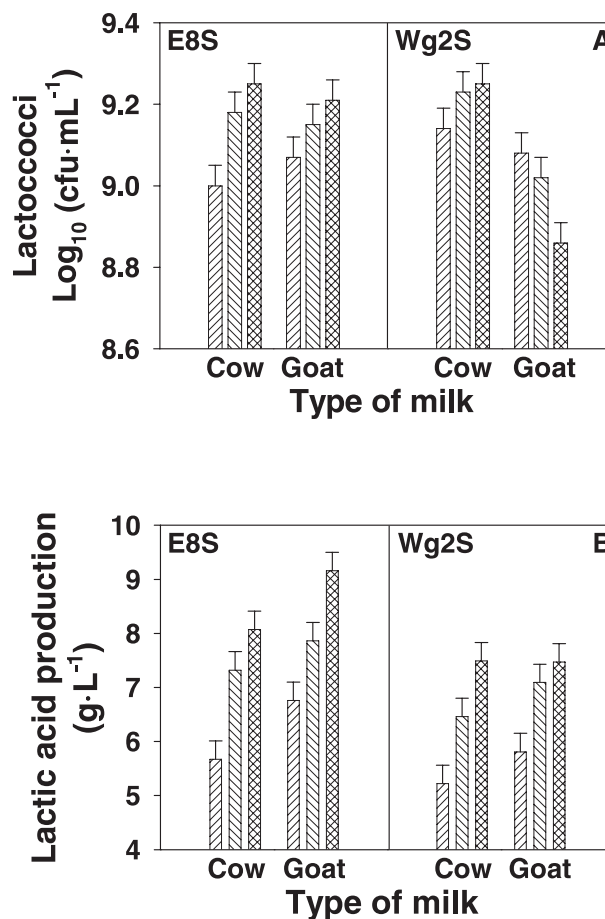 9.4
9.2
9.0
8.8
8.6
Lactoccocci
Log10 (cfu·mL-1)
E8S
Wg2S
A
Cow Goat Cow Goat
Type of milk
10
9
8
7
6
5
4
Lactic acid production
(g·L-1)
E8S
Wg2S
Cow Goat Cow Goat
Type of milk